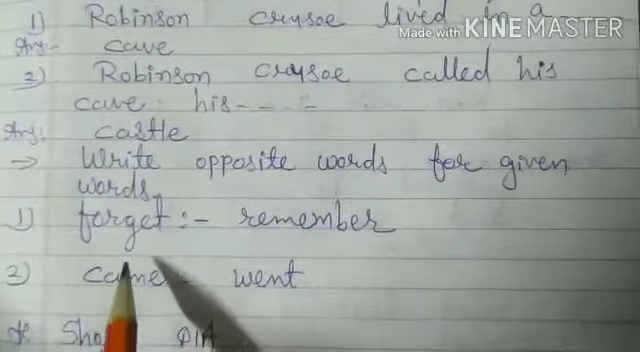 1) Robinson crusoe lived in a
Made with KINEMASTER
Ans:- cave
2) Robinson crusoe called his
cave his - - - -
Ans: castle
→ Write opposite words for given
words.
1) forget :- remember
2) came - went